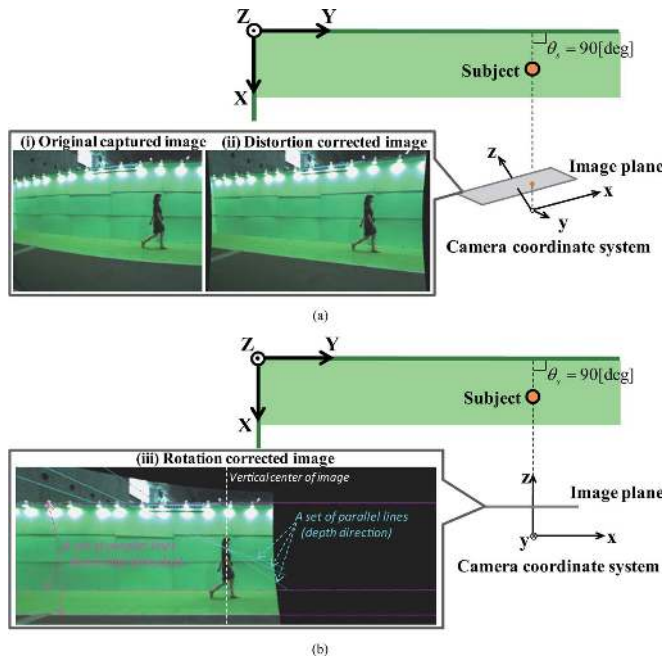 Z
Y
X
θs = 90[deg]
Subject
(i) Original captured image
(ii) Distortion corrected image
z
Image plane
x
y
Camera coordinate system
(a)
Z
Y
X
θs = 90[deg]
Subject
(iii) Rotation corrected image
Vertical center of image
A set of parallel lines
(depth direction)
z
Image plane
y
x
Camera coordinate system
(b)